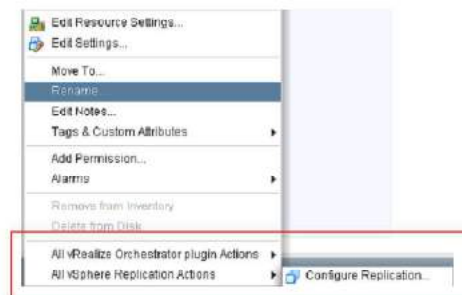 Edit Resource Settings...
Edit Settings...
Move To...
Rename...
Edit Notes...
Tags & Custom Attributes
Add Permission...
Alarms
Remove from Inventory
Delete from Disk
All vRealize Orchestrator plugin Actions
All vSphere Replication Actions
Configure Replication...